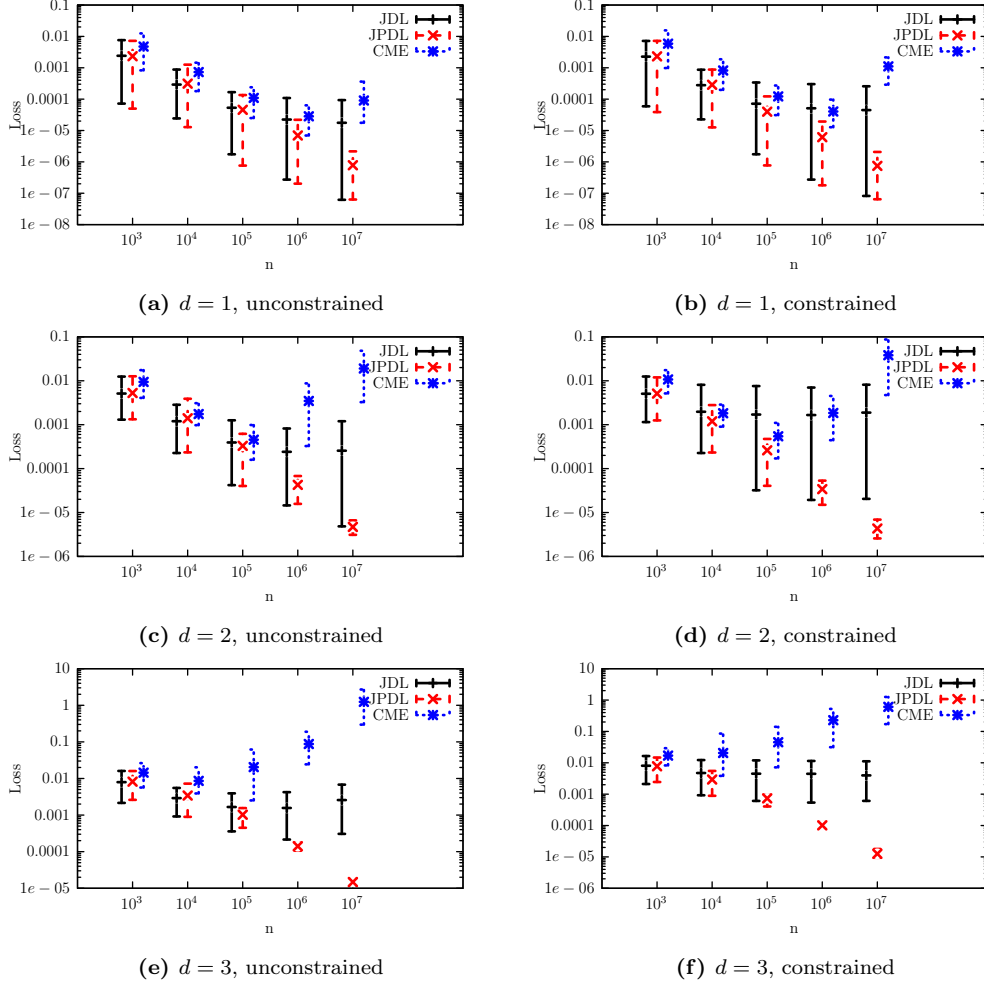 0.1
0.01
0.001
0.0001
1e − 05
1e − 06
1e − 07
1e − 08
Loss
10³ 10⁴ 10⁵ 10⁶ 10⁷
n
JDL
JPDL
CME
(a) d = 1, unconstrained
0.1
0.01
0.001
0.0001
1e − 05
1e − 06
1e − 07
1e − 08
Loss
10³ 10⁴ 10⁵ 10⁶ 10⁷
n
JDL
JPDL
CME
(b) d = 1, constrained
0.1
0.01
0.001
0.0001
1e − 05
1e − 06
Loss
10³ 10⁴ 10⁵ 10⁶ 10⁷
n
JDL
JPDL
CME
(c) d = 2, unconstrained
0.1
0.01
0.001
0.0001
1e − 05
1e − 06
Loss
10³ 10⁴ 10⁵ 10⁶ 10⁷
n
JDL
JPDL
CME
(d) d = 2, constrained
10
1
0.1
0.01
0.001
0.0001
1e − 05
Loss
10³ 10⁴ 10⁵ 10⁶ 10⁷
n
JDL
JPDL
CME
(e) d = 3, unconstrained
10
1
0.1
0.01
0.001
0.0001
1e − 05
1e − 06
Loss
10³ 10⁴ 10⁵ 10⁶ 10⁷
n
JDL
JPDL
CME
(f) d = 3, constrained